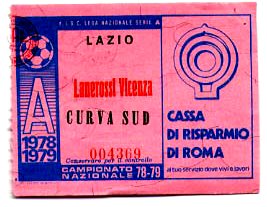 F.I.G.C. LEGA NAZIONALE SERIE A
LAZIO
Lanerossi Vicenza
CURVA SUD
A
1978
1979
004369
Conservare per il controllo
CAMPIONATO
NAZIONALE 78-79
CASSA
DI RISPARMIO
DI ROMA
al tuo servizio dove vivi e lavori